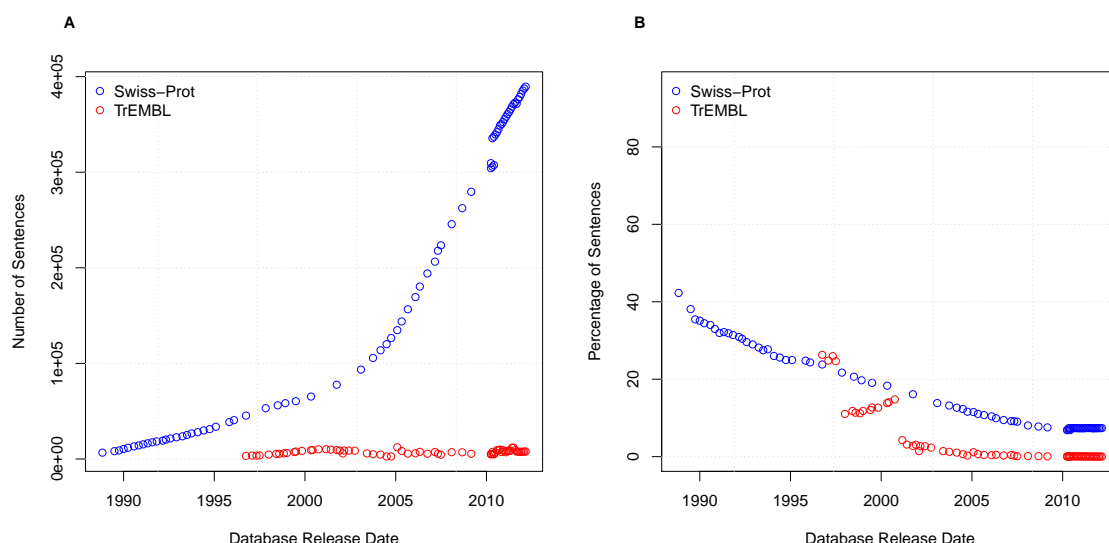 A
Swiss−Prot
TrEMBL
Number of Sentences
0e+00
1e+05
2e+05
3e+05
4e+05
1990 1995 2000 2005 2010
Database Release Date
B
Swiss−Prot
TrEMBL
Percentage of Sentences
0
20
40
60
80
1990 1995 2000 2005 2010
Database Release Date